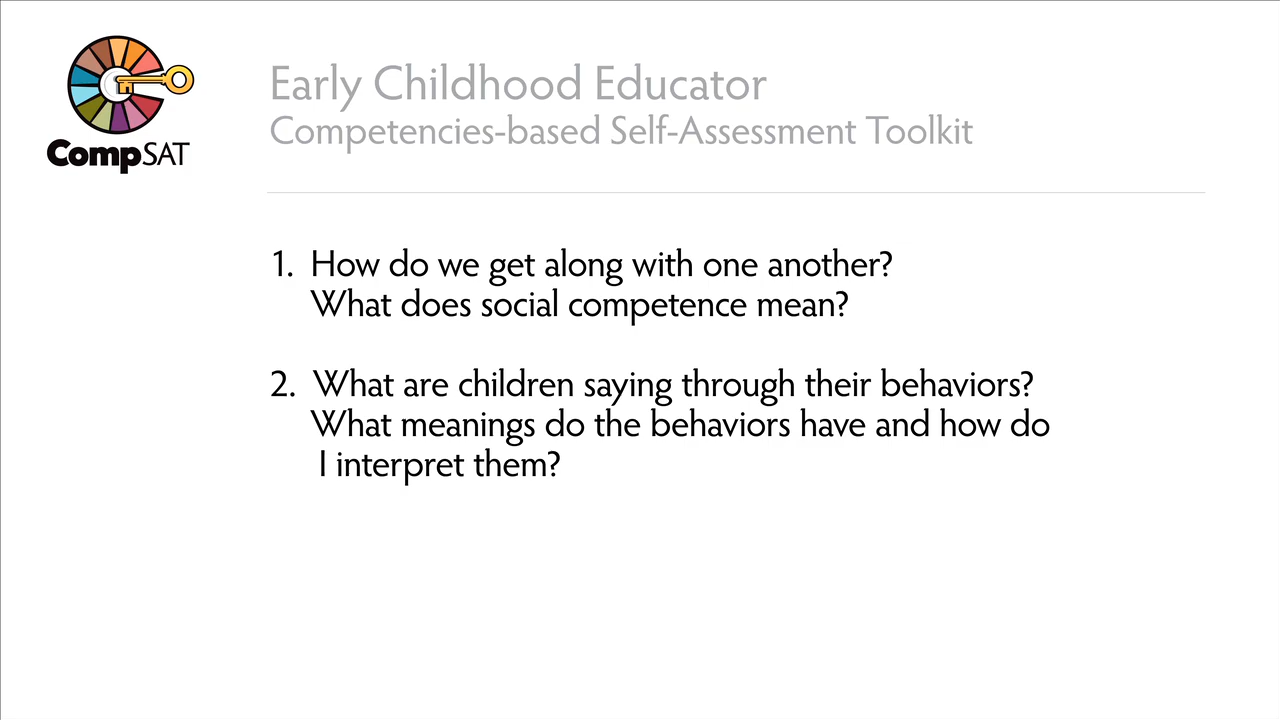 CompSAT
Early Childhood Educator
Competencies-based Self-Assessment Toolkit
1. How do we get along with one another?
What does social competence mean?
2. What are children saying through their behaviors?
What meanings do the behaviors have and how do
I interpret them?